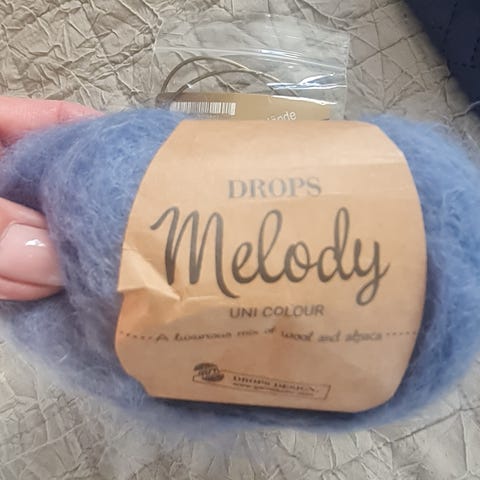 DROPS
Melody
UNI COLOUR
A luxurious mix of wool and alpaca
DROPS DESIGN